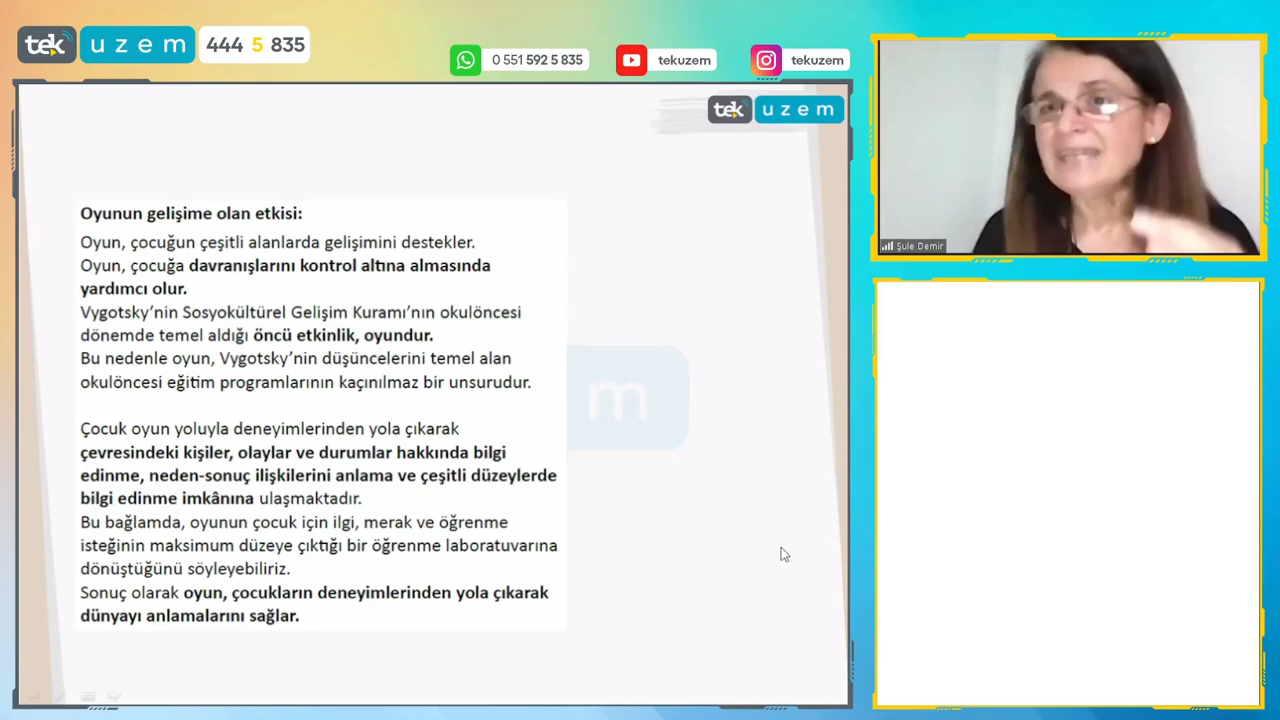 tek
uzem
444 5 835
0 551 592 5 835
tekuzem
tekuzem
tek
uzem
Şule Demir
Oyunun gelişime olan etkisi:
Oyun, çocuğun çeşitli alanlarda gelişimini destekler.
Oyun, çocuğa davranışlarını kontrol altına almasında
yardımcı olur.
Vygotsky’nin Sosyokültürel Gelişim Kuramı’nın okulöncesi
dönemde temel aldığı öncü etkinlik, oyundur.
Bu nedenle oyun, Vygotsky’nin düşüncelerini temel alan
okulöncesi eğitim programlarının kaçınılmaz bir unsurudur.
m
Çocuk oyun yoluyla deneyimlerinden yola çıkarak
çevresindeki kişiler, olaylar ve durumlar hakkında bilgi
edinme, neden-sonuç ilişkilerini anlama ve çeşitli düzeylerde
bilgi edinme imkânına ulaşmaktadır.
Bu bağlamda, oyunun çocuk için ilgi, merak ve öğrenme
isteğinin maksimum düzeye çıktığı bir öğrenme laboratuvarına
dönüştüğünü söyleyebiliriz.
Sonuç olarak oyun, çocukların deneyimlerinden yola çıkarak
dünyayı anlamalarını sağlar.